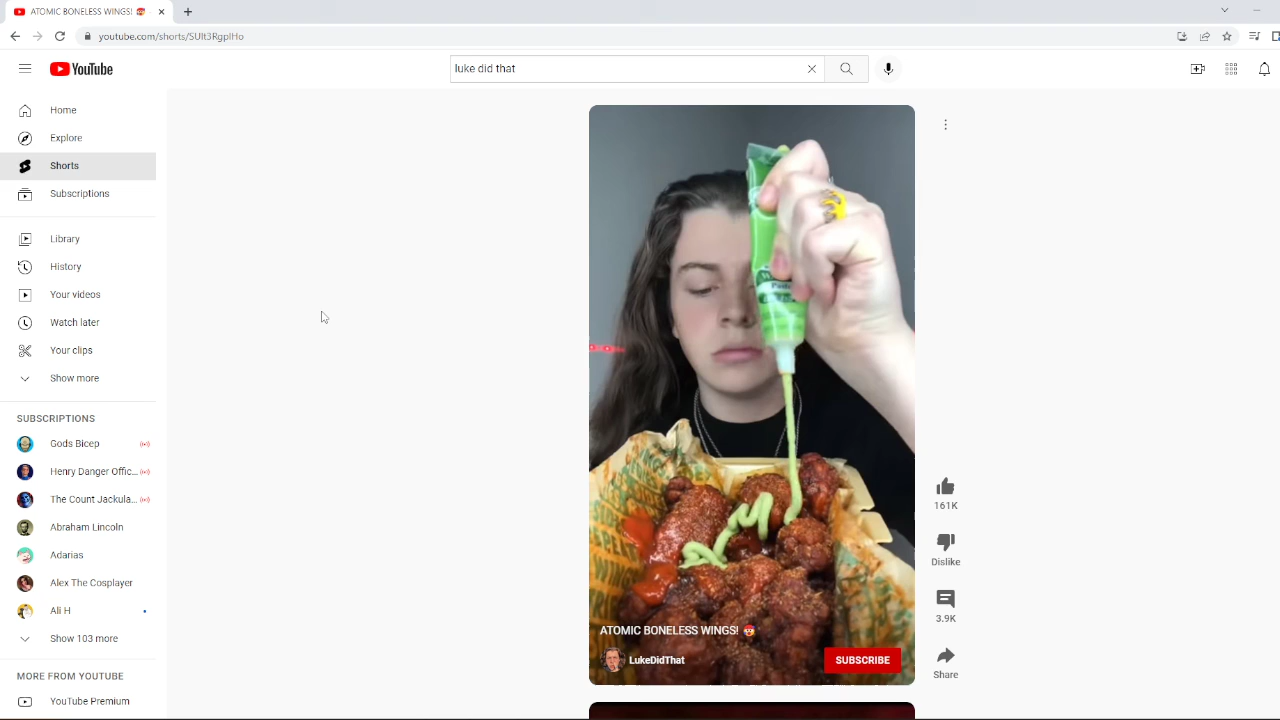 ATOMIC BONELESS WINGS!
youtube.com/shorts/SUlt3RgpIHo
YouTube
luke did that
Home
Explore
Shorts
Subscriptions
Library
History
Your videos
Watch later
Your clips
Show more
SUBSCRIPTIONS
Gods Bicep
Henry Danger Offic...
The Count Jackula...
Abraham Lincoln
Adarias
Alex The Cosplayer
Ali H
Show 103 more
MORE FROM YOUTUBE
YouTube Premium
161K
Dislike
3.9K
Share
ATOMIC BONELESS WINGS!
LukeDidThat
SUBSCRIBE